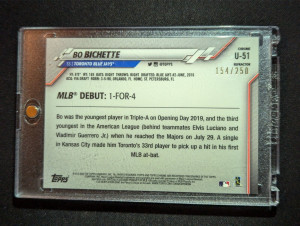 CHROME
U-51
REFRACTOR
154/250
BO BICHETTE
TORONTO BLUE JAYS®
@TOPPS
MLB® DEBUT: 1-FOR-4
Bo was the youngest player in Triple-A on Opening Day 2019, and the third
youngest in the American League (behind teammates Elvis Luciano and
Vladimir Guerrero Jr.) when he reached the Majors on July 29. A single
in Kansas City made him Toronto's 33rd player to pick up a hit in his first
MLB at-bat.
TOPPS